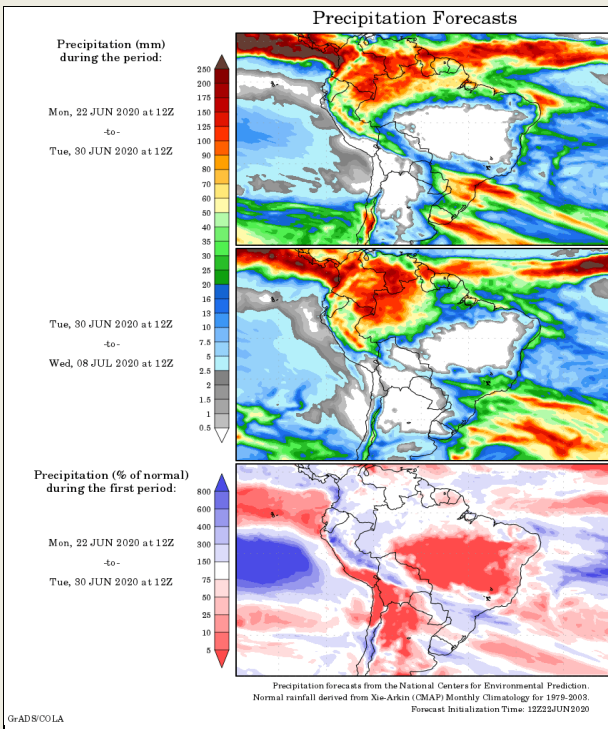 Precipitation Forecasts
Precipitation (mm)
during the period:
Mon, 22 JUN 2020 at 12Z
-to-
Tue, 30 JUN 2020 at 12Z
250
200
175
150
125
100
90
80
70
60
50
40
35
30
25
20
16
13
10
7.5
5
2.5
2
1.5
1
0.5
Tue, 30 JUN 2020 at 12Z
-to-
Wed, 08 JUL 2020 at 12Z
Precipitation (% of normal)
during the first period:
Mon, 22 JUN 2020 at 12Z
-to-
Tue, 30 JUN 2020 at 12Z
800
600
400
300
150
75
50
25
10
5
Precipitation forecasts from the National Centers for Environmental Prediction.
Normal rainfall derived from Xie-Arkin (CMAP) Monthly Climatology for 1979-2003.
Forecast Initialization Time: 12Z22JUN2020
GrADS/COLA